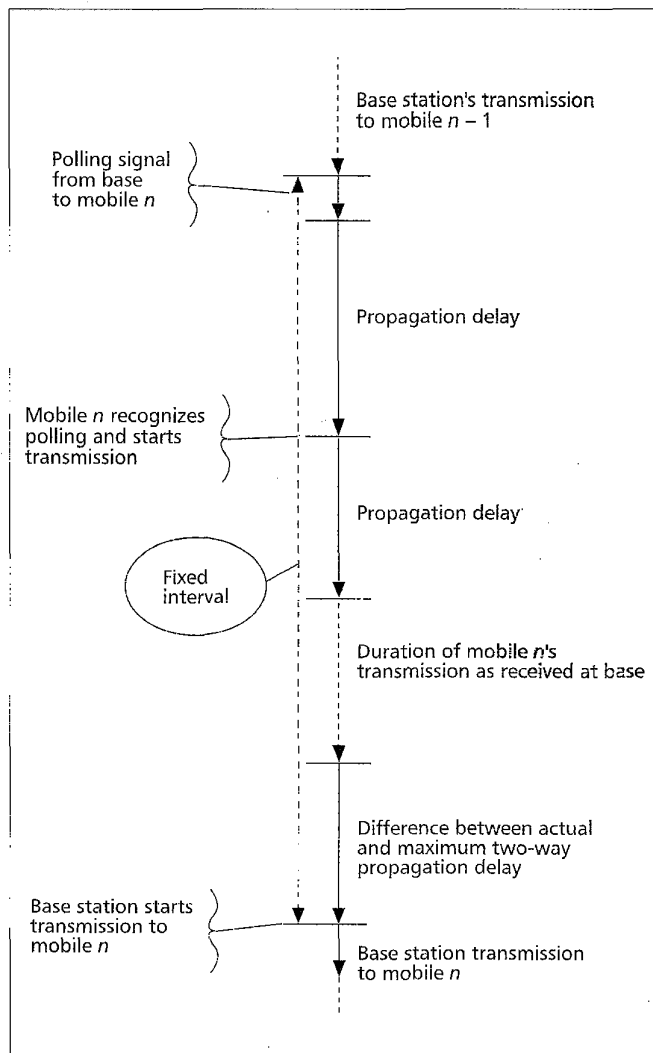 Base station's transmission
to mobile n – 1
Polling signal
from base
to mobile n
Propagation delay
Mobile n recognizes
polling and starts
transmission
Propagation delay
Fixed
interval
Duration of mobile n's
transmission as received at base
Difference between actual
and maximum two-way
propagation delay
Base station starts
transmission to
mobile n
Base station transmission
to mobile n